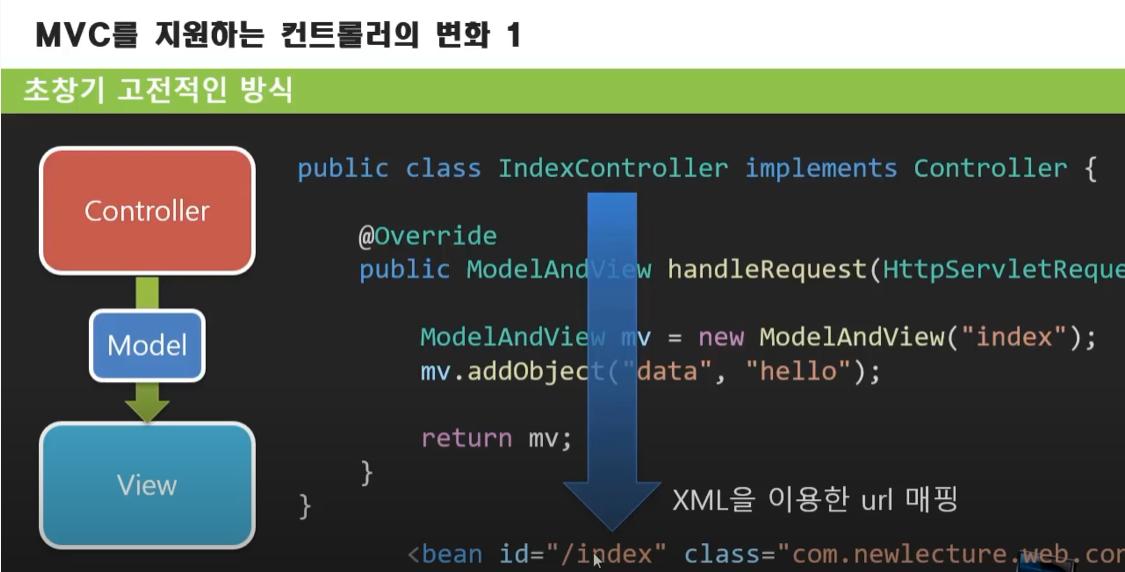 MVC를 지원하는 컨트롤러의 변화 1
초창기 고전적인 방식
Controller
Model
View
public class IndexController implements Controller {
@Override
public ModelAndView handleRequest(HttpServletReque
ModelAndView mv = new ModelAndView("index");
mv.addObject("data", "hello");
return mv;
}
}
XML을 이용한 url 매핑
<bean id="/index" class="com.newlecture.web.con